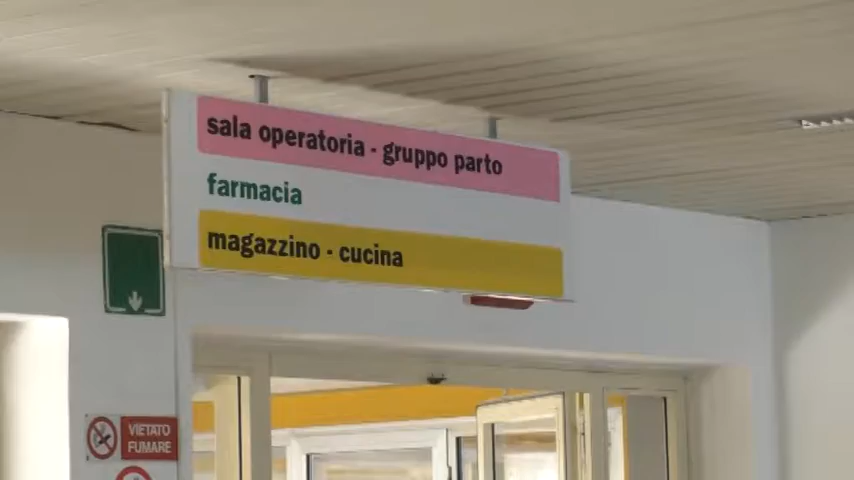 sala operatoria - gruppo parto
farmacia
magazzino - cucina
VIETATO
FUMARE